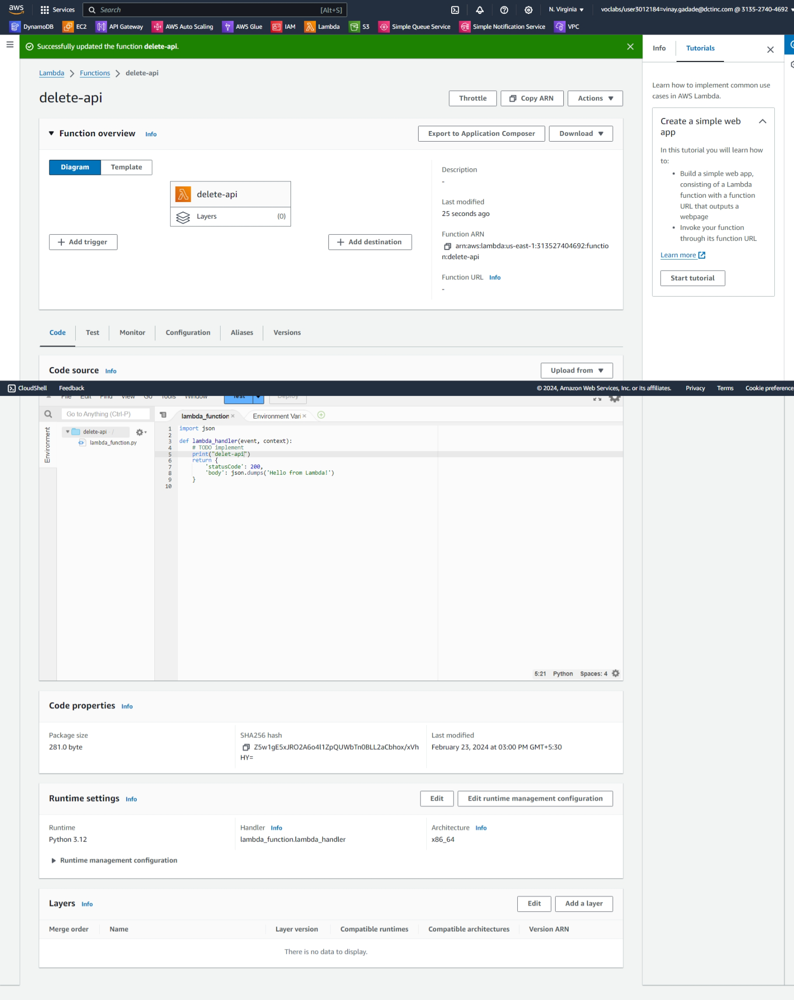 aws
Services
Search [Alt+S]
N. Virginia
voclabs/user3012184=vinay.gadade@dctinc.com @ 3135-2740-4692
DynamoDB EC2 API Gateway AWS Auto Scaling AWS Glue IAM Lambda S3 Simple Queue Service Simple Notification Service VPC
Successfully updated the function delete-api.
Info Tutorials
Learn how to implement common use
cases in AWS Lambda.
Create a simple web
app
In this tutorial you will learn how
to:
• Build a simple web app,
consisting of a Lambda
function with a function
URL that outputs a
webpage
• Invoke your function
through its function URL
Learn more
Start tutorial
Lambda > Functions > delete-api
delete-api
Throttle Copy ARN Actions
Function overview Info
Export to Application Composer Download
Diagram Template
delete-api
Layers (0)
+ Add trigger
+ Add destination
Description
-
Last modified
25 seconds ago
Function ARN
arn:aws:lambda:us-east-1:313527404692:functio
n:delete-api
Function URL Info
-
Code Test Monitor Configuration Aliases Versions
Code source Info
Upload from
CloudShell Feedback
© 2024, Amazon Web Services, Inc. or its affiliates. Privacy Terms Cookie preference
File Edit Find View Go Tools Window Test Deploy
Go to Anything (Ctrl-P)
lambda_function × Environment Vari ×
Environment
delete-api - /
lambda_function.py
1 import json
2
3 def lambda_handler(event, context):
4 # TODO implement
5 print("delet-api")
6 return {
7 'statusCode': 200,
8 'body': json.dumps('Hello from Lambda!')
9 }
10
5:21 Python Spaces: 4
Code properties Info
Package size
281.0 byte
SHA256 hash
Z5w1gE5xJRO2A6o4l1ZpQUWbTn0BLL2aCbhox/xVh
HY=
Last modified
February 23, 2024 at 03:00 PM GMT+5:30
Runtime settings Info
Edit Edit runtime management configuration
Runtime
Python 3.12
Handler Info
lambda_function.lambda_handler
Architecture Info
x86_64
Runtime management configuration
Layers Info
Edit Add a layer
Merge order Name Layer version Compatible runtimes Compatible architectures Version ARN
There is no data to display.